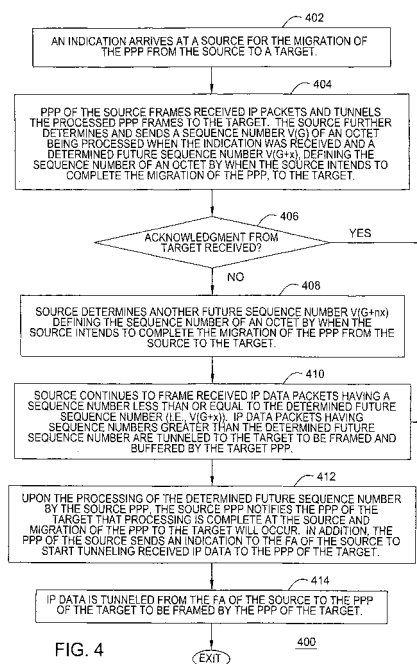 402
AN INDICATION ARRIVES AT A SOURCE FOR THE MIGRATION OF
THE PPP FROM THE SOURCE TO A TARGET.
404
PPP OF THE SOURCE FRAMES RECEIVED IP PACKETS AND TUNNELS
THE PROCESSED PPP FRAMES TO THE TARGET. THE SOURCE FURTHER
DETERMINES AND SENDS A SEQUENCE NUMBER V(G) OF AN OCTET
BEING PROCESSED WHEN THE INDICATION WAS RECEIVED AND A
DETERMINED FUTURE SEQUENCE NUMBER V(G+x), DEFINING THE
SEQUENCE NUMBER OF AN OCTET BY WHEN THE SOURCE INTENDS TO
COMPLETE THE MIGRATION OF THE PPP, TO THE TARGET.
406
ACKNOWLEDGMENT FROM
TARGET RECEIVED?
YES
NO
408
SOURCE DETERMINES ANOTHER FUTURE SEQUENCE NUMBER V(G+nx)
DEFINING THE SEQUENCE NUMBER OF AN OCTET BY WHEN THE
SOURCE INTENDS TO COMPLETE THE MIGRATION OF THE PPP FROM
THE SOURCE TO THE TARGET.
410
SOURCE CONTINUES TO FRAME RECEIVED IP DATA PACKETS HAVING A
SEQUENCE NUMBER LESS THAN OR EQUAL TO THE DETERMINED FUTURE
SEQUENCE NUMBER (I.E., V(G+x)). IP DATA PACKETS HAVING
SEQUENCE NUMBERS GREATER THAN THE DETERMINED FUTURE
SEQUENCE NUMBER ARE TUNNELED TO THE TARGET TO BE FRAMED AND
BUFFERED BY THE TARGET PPP.
412
UPON THE PROCESSING OF THE DETERMINED FUTURE SEQUENCE NUMBER
BY THE SOURCE PPP, THE SOURCE PPP NOTIFIES THE PPP OF THE
TARGET THAT PROCESSING IS COMPLETE AT THE SOURCE AND
MIGRATION OF THE PPP TO THE TARGET WILL OCCUR. IN ADDITION, THE
PPP OF THE SOURCE SENDS AN INDICATION TO THE FA OF THE SOURCE TO
START TUNNELING RECEIVED IP DATA TO THE PPP OF THE TARGET.
414
IP DATA IS TUNNELED FROM THE FA OF THE SOURCE TO THE PPP
OF THE TARGET TO BE FRAMED BY THE PPP OF THE TARGET.
FIG. 4
400
EXIT